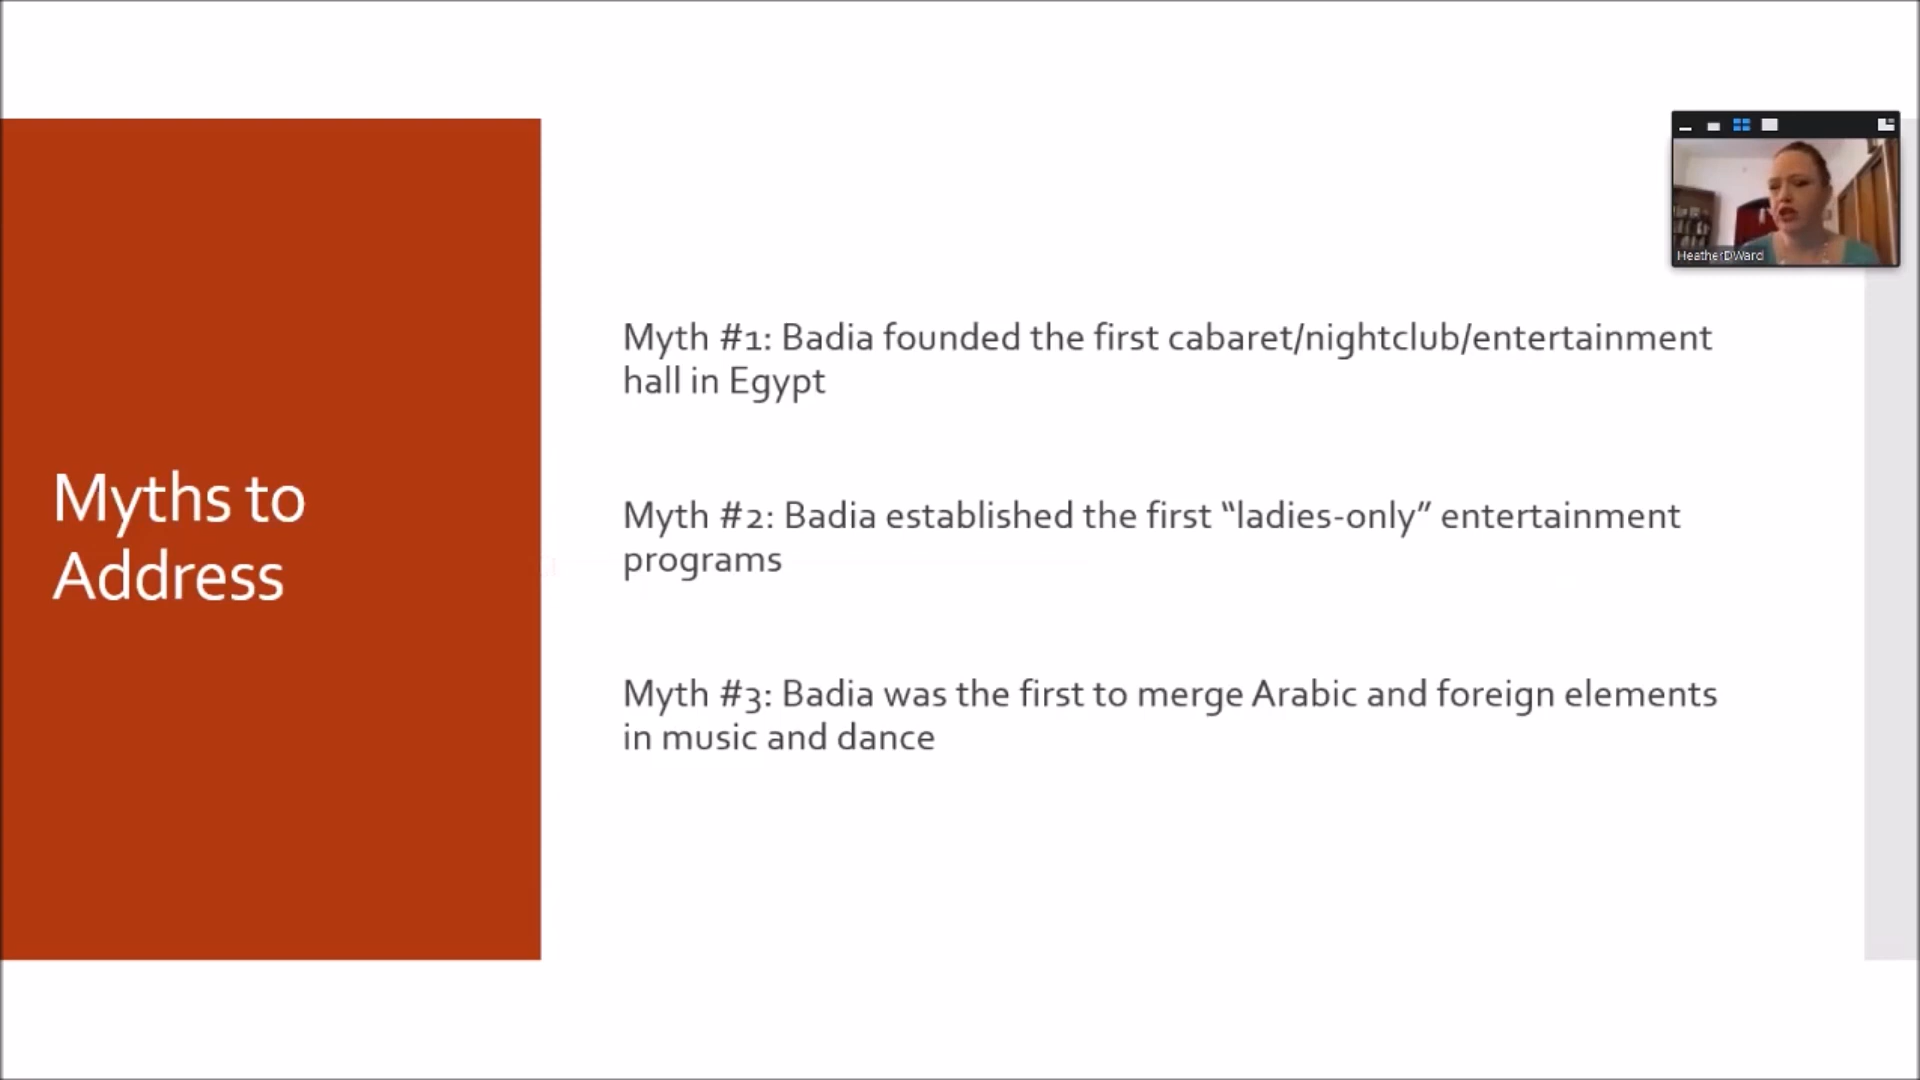 HeatherDWard
Myths to
Address
Myth #1: Badia founded the first cabaret/nightclub/entertainment
hall in Egypt
Myth #2: Badia established the first “ladies-only” entertainment
programs
Myth #3: Badia was the first to merge Arabic and foreign elements
in music and dance